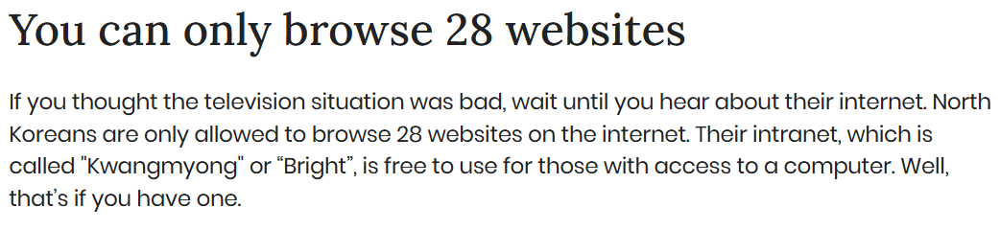 You can only browse 28 websites
If you thought the television situation was bad, wait until you hear about their internet. North
Koreans are only allowed to browse 28 websites on the internet. Their intranet, which is
called "Kwangmyong" or “Bright”, is free to use for those with access to a computer. Well,
that’s if you have one.